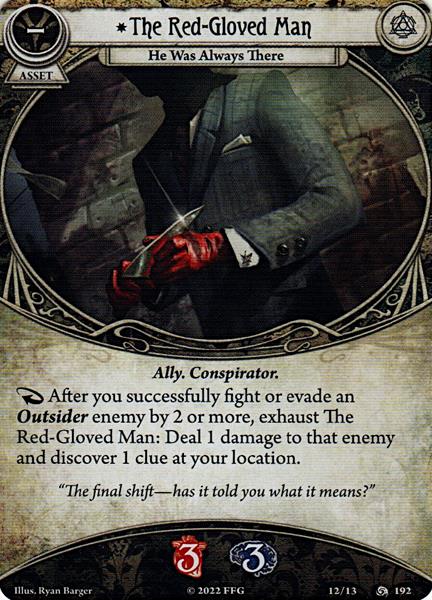 –
*The Red-Gloved Man
He Was Always There
ASSET
Ally. Conspirator.
After you successfully fight or evade an
Outsider enemy by 2 or more, exhaust The
Red-Gloved Man: Deal 1 damage to that enemy
and discover 1 clue at your location.
“The final shift—has it told you what it means?”
3 3
Illus. Ryan Barger © 2022 FFG 12/13 192